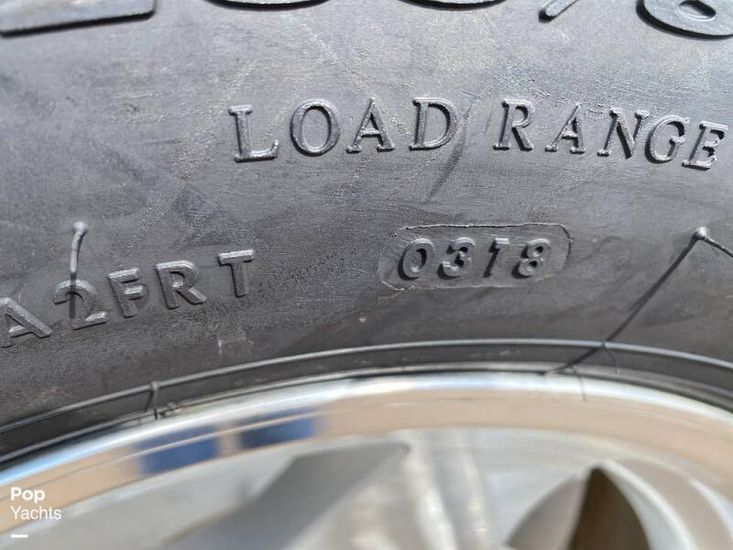 LOAD RANGE
A2FRT 0318
Pop
Yachts